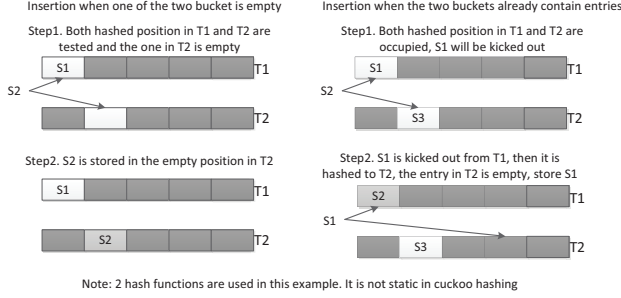 Insertion when one of the two bucket is empty
Step1. Both hashed position in T1 and T2 are
tested and the one in T2 is empty
S1
T1
S2
T2
Step2. S2 is stored in the empty position in T2
S1
T1
S2
T2
Insertion when the two buckets already contain entries
Step1. Both hashed position in T1 and T2 are
occupied, S1 will be kicked out
S1
T1
S2
S3
T2
Step2. S1 is kicked out from T1, then it is
hashed to T2, the entry in T2 is empty, store S1
S2
T1
S1
S3
T2
Note: 2 hash functions are used in this example. It is not static in cuckoo hashing